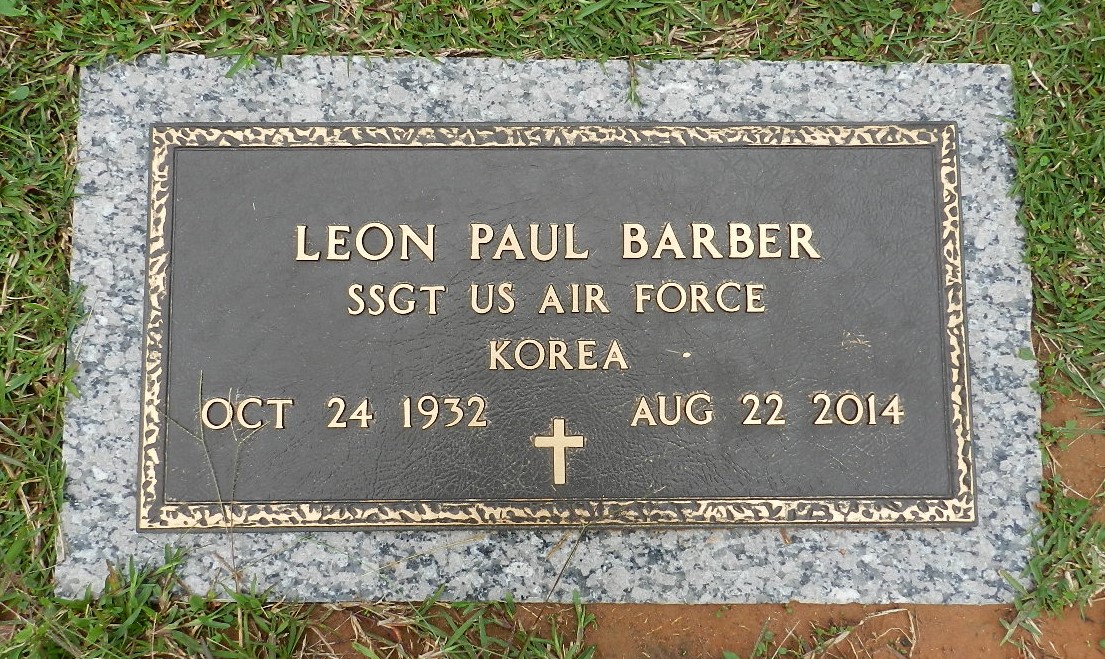 LEON PAUL BARBER
SSGT US AIR FORCE
KOREA
OCT 24 1932 AUG 22 2014